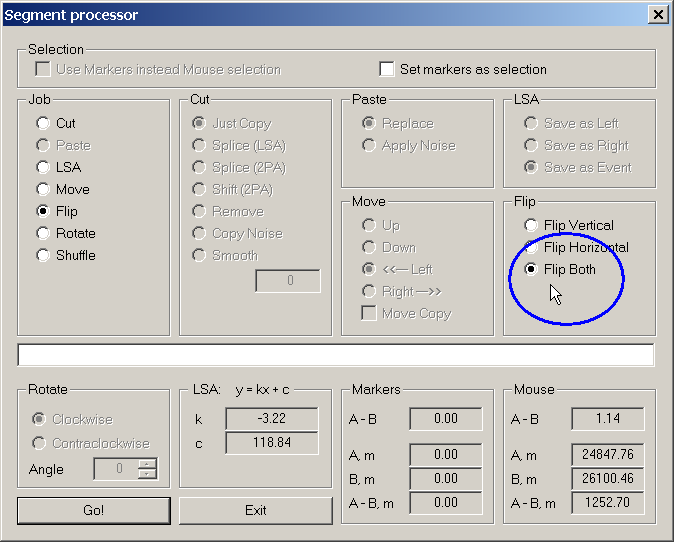 Segment processor
Selection
Use Markers instead Mouse selection
Set markers as selection
Job
Cut
Paste
LSA
Move
Flip
Rotate
Shuffle
Cut
Just Copy
Splice (LSA)
Splice (2PA)
Shift (2PA)
Remove
Copy Noise
Smooth
0
Paste
Replace
Apply Noise
LSA
Save as Left
Save as Right
Save as Event
Move
Up
Down
<<--- Left
Right --->>
Move Copy
Flip
Flip Vertical
Flip Horizontal
Flip Both
Rotate
Clockwise
Contraclockwise
Angle 0
LSA: y = kx + c
k -3.22
c 118.84
Markers
A - B 0.00
A, m 0.00
B, m 0.00
A - B, m 0.00
Mouse
A - B 1.14
A, m 24847.76
B, m 26100.46
A - B, m 1252.70
Go!
Exit